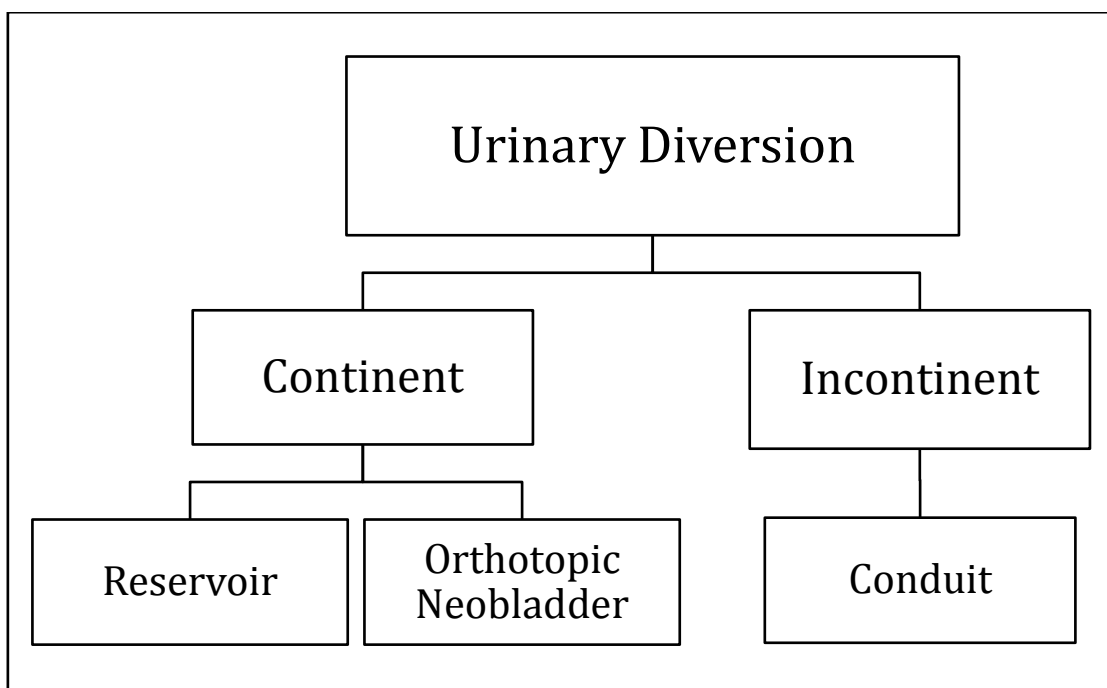 Urinary Diversion
Continent
Incontinent
Reservoir
Orthotopic
Neobladder
Conduit